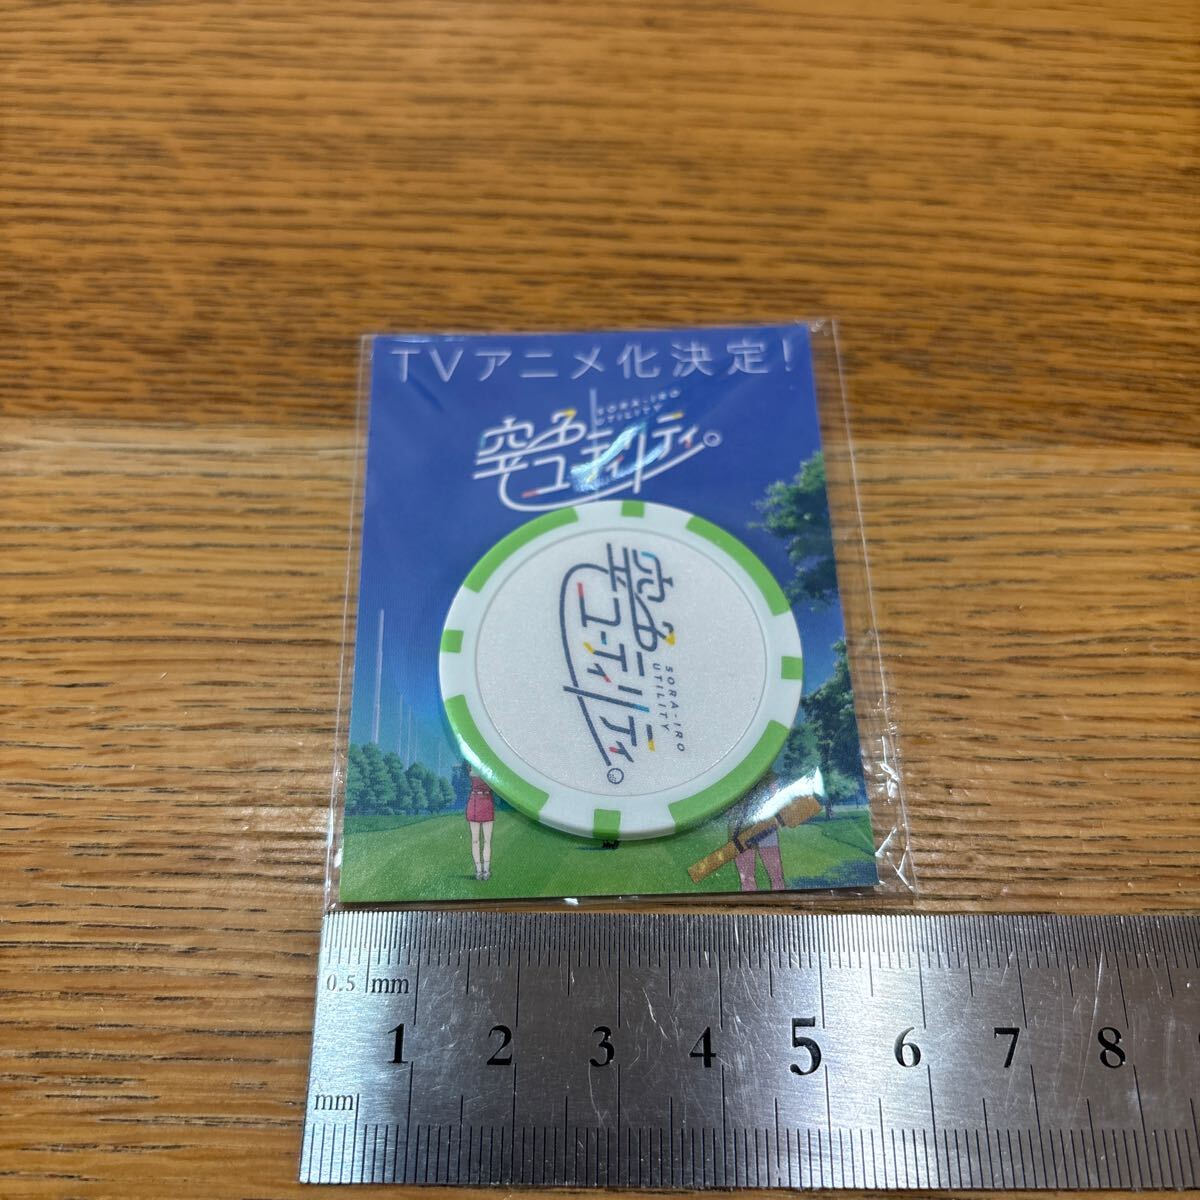 TVアニメ化決定!
SORA-IRO
UTILITY
空色ユーティリティ。
空色ユーティリティ。
SORA-IRO
UTILITY
0.5 mm
1 2 3 4 5 6 7 8
mm